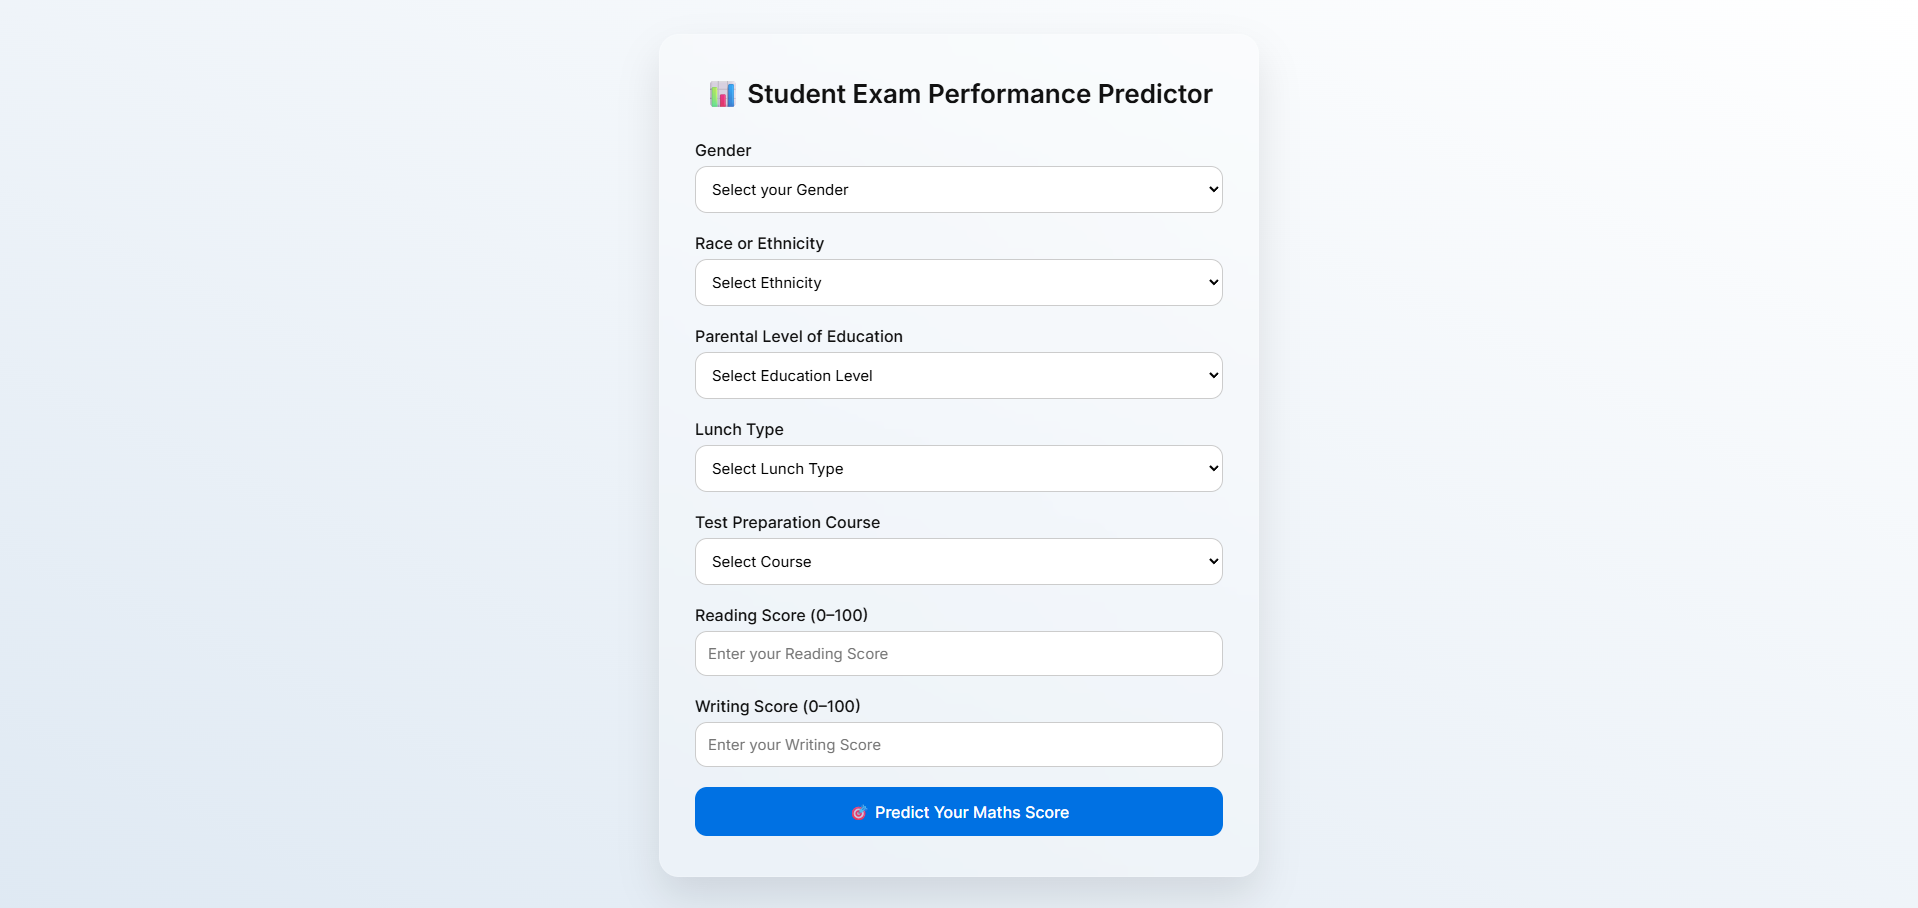 Student Exam Performance Predictor
Gender
Select your Gender
Race or Ethnicity
Select Ethnicity
Parental Level of Education
Select Education Level
Lunch Type
Select Lunch Type
Test Preparation Course
Select Course
Reading Score (0–100)
Enter your Reading Score
Writing Score (0–100)
Enter your Writing Score
Predict Your Maths Score